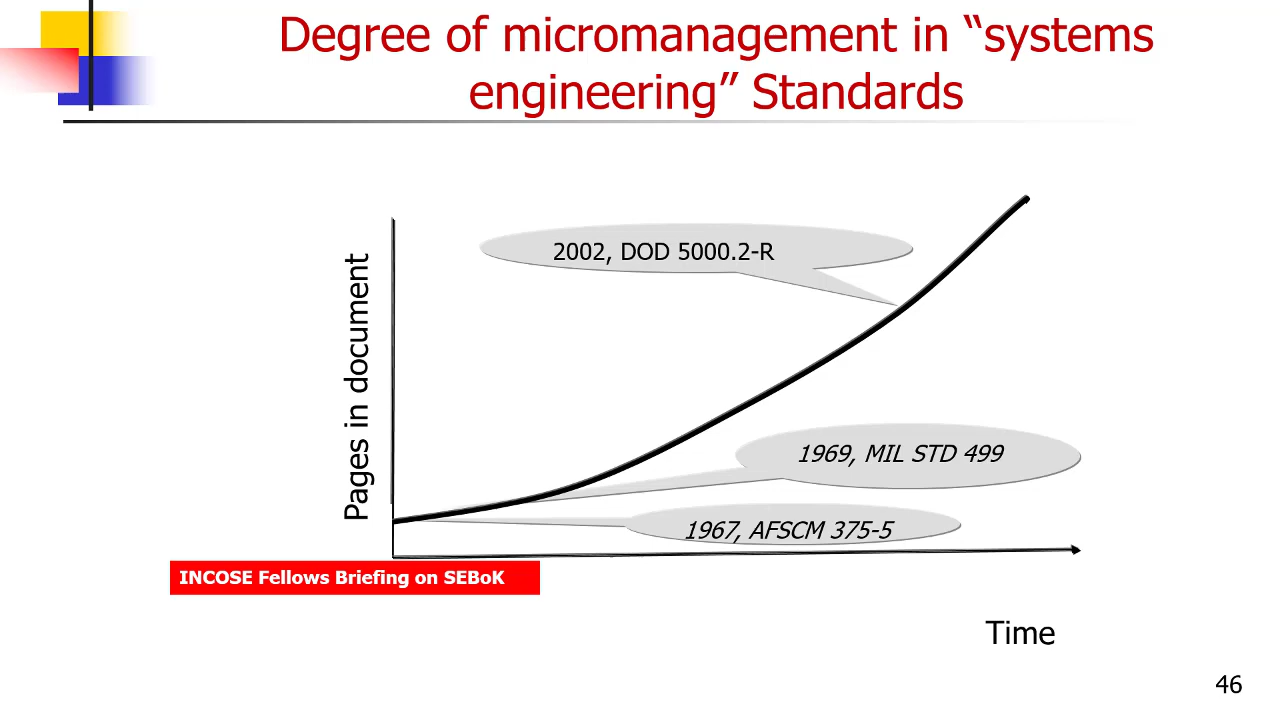 Degree of micromanagement in “systems
engineering” Standards
2002, DOD 5000.2-R
Pages in document
1969, MIL STD 499
1967, AFSCM 375-5
INCOSE Fellows Briefing on SEBoK
Time
46